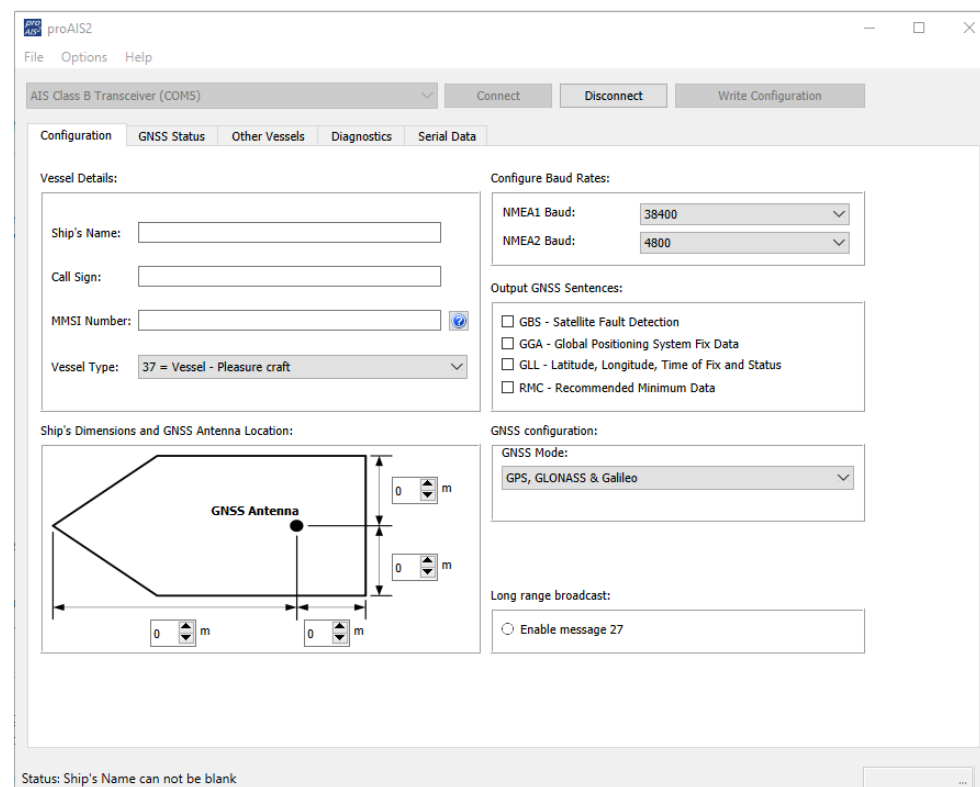 pro AIS2 proAIS2
File Options Help
AIS Class B Transceiver (COM5) Connect Disconnect Write Configuration
Configuration GNSS Status Other Vessels Diagnostics Serial Data
Vessel Details:
Ship's Name:
Call Sign:
MMSI Number: ?
Vessel Type: 37 = Vessel - Pleasure craft
Configure Baud Rates:
NMEA1 Baud: 38400
NMEA2 Baud: 4800
Output GNSS Sentences:
GBS - Satellite Fault Detection
GGA - Global Positioning System Fix Data
GLL - Latitude, Longitude, Time of Fix and Status
RMC - Recommended Minimum Data
Ship's Dimensions and GNSS Antenna Location:
GNSS Antenna
0 m
0 m
0 m 0 m
GNSS configuration:
GNSS Mode:
GPS, GLONASS & Galileo
Long range broadcast:
Enable message 27
Status: Ship's Name can not be blank ...